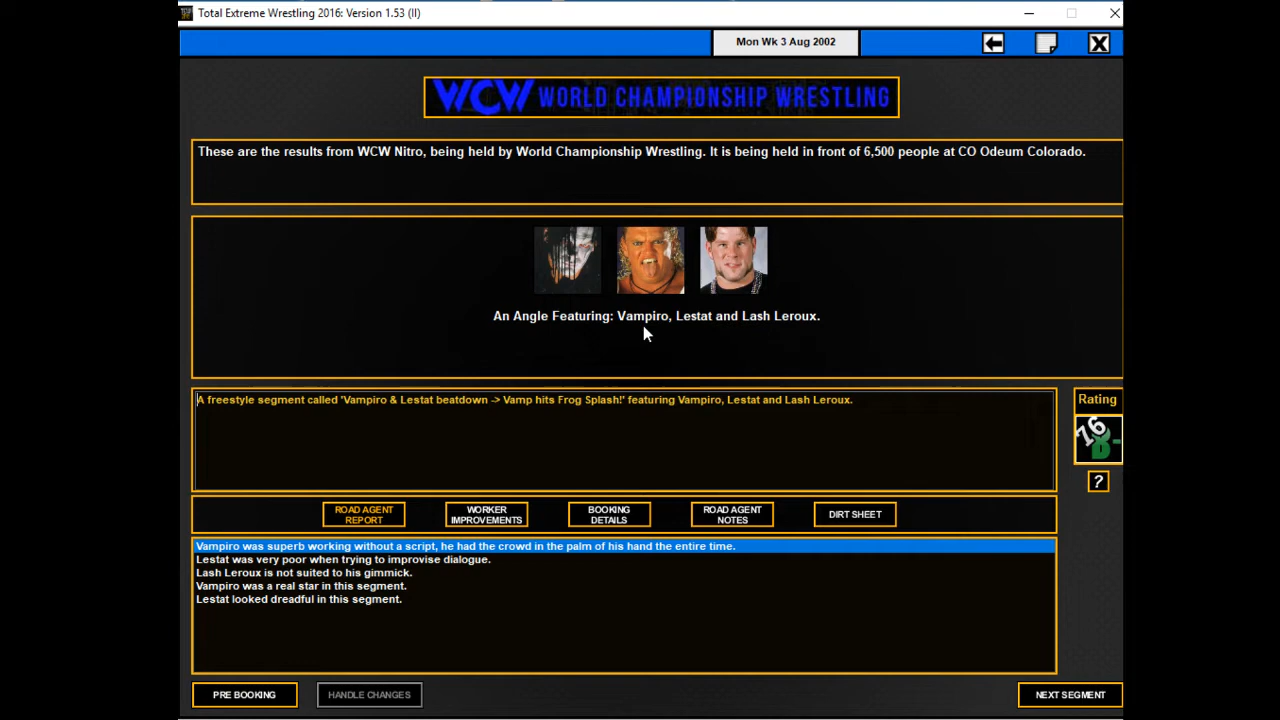 Total Extreme Wrestling 2016: Version 1.53 (II)
Mon Wk 3 Aug 2002
WCW WORLD CHAMPIONSHIP WRESTLING
These are the results from WCW Nitro, being held by World Championship Wrestling. It is being held in front of 6,500 people at CO Odeum Colorado.
An Angle Featuring: Vampiro, Lestat and Lash Leroux.
A freestyle segment called 'Vampiro & Lestat beatdown -> Vamp hits Frog Splash!' featuring Vampiro, Lestat and Lash Leroux.
Rating
76
B-
?
ROAD AGENT REPORT
WORKER IMPROVEMENTS
BOOKING DETAILS
ROAD AGENT NOTES
DIRT SHEET
Vampiro was superb working without a script, he had the crowd in the palm of his hand the entire time.
Lestat was very poor when trying to improvise dialogue.
Lash Leroux is not suited to his gimmick.
Vampiro was a real star in this segment.
Lestat looked dreadful in this segment.
PRE BOOKING
HANDLE CHANGES
NEXT SEGMENT